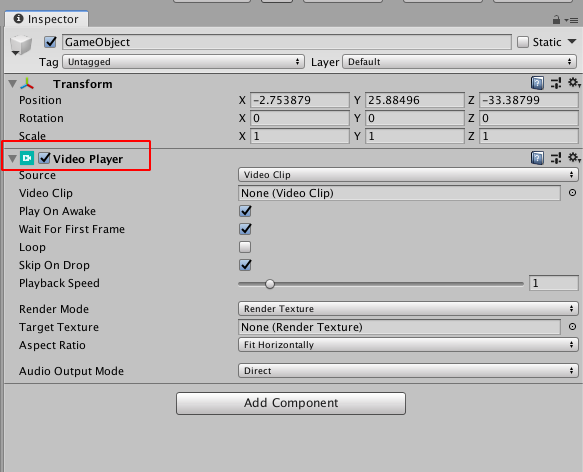 Inspector
GameObject Static
Tag Untagged Layer Default
Transform
Position X -2.753879 Y 25.88496 Z -33.38799
Rotation X 0 Y 0 Z 0
Scale X 1 Y 1 Z 1
Video Player
Source Video Clip
Video Clip None (Video Clip)
Play On Awake
Wait For First Frame
Loop
Skip On Drop
Playback Speed 1
Render Mode Render Texture
Target Texture None (Render Texture)
Aspect Ratio Fit Horizontally
Audio Output Mode Direct
Add Component